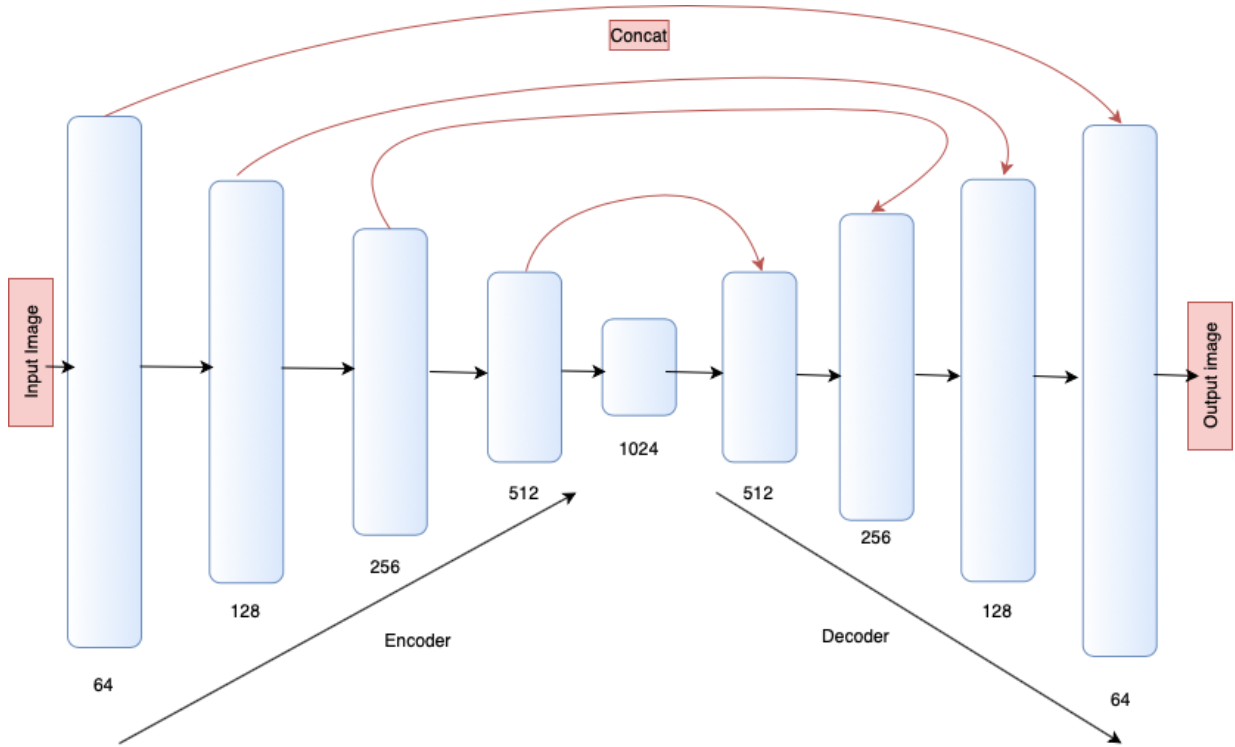 Concat
Input Image
Output image
1024
512
512
256
256
128
128
Encoder
Decoder
64
64